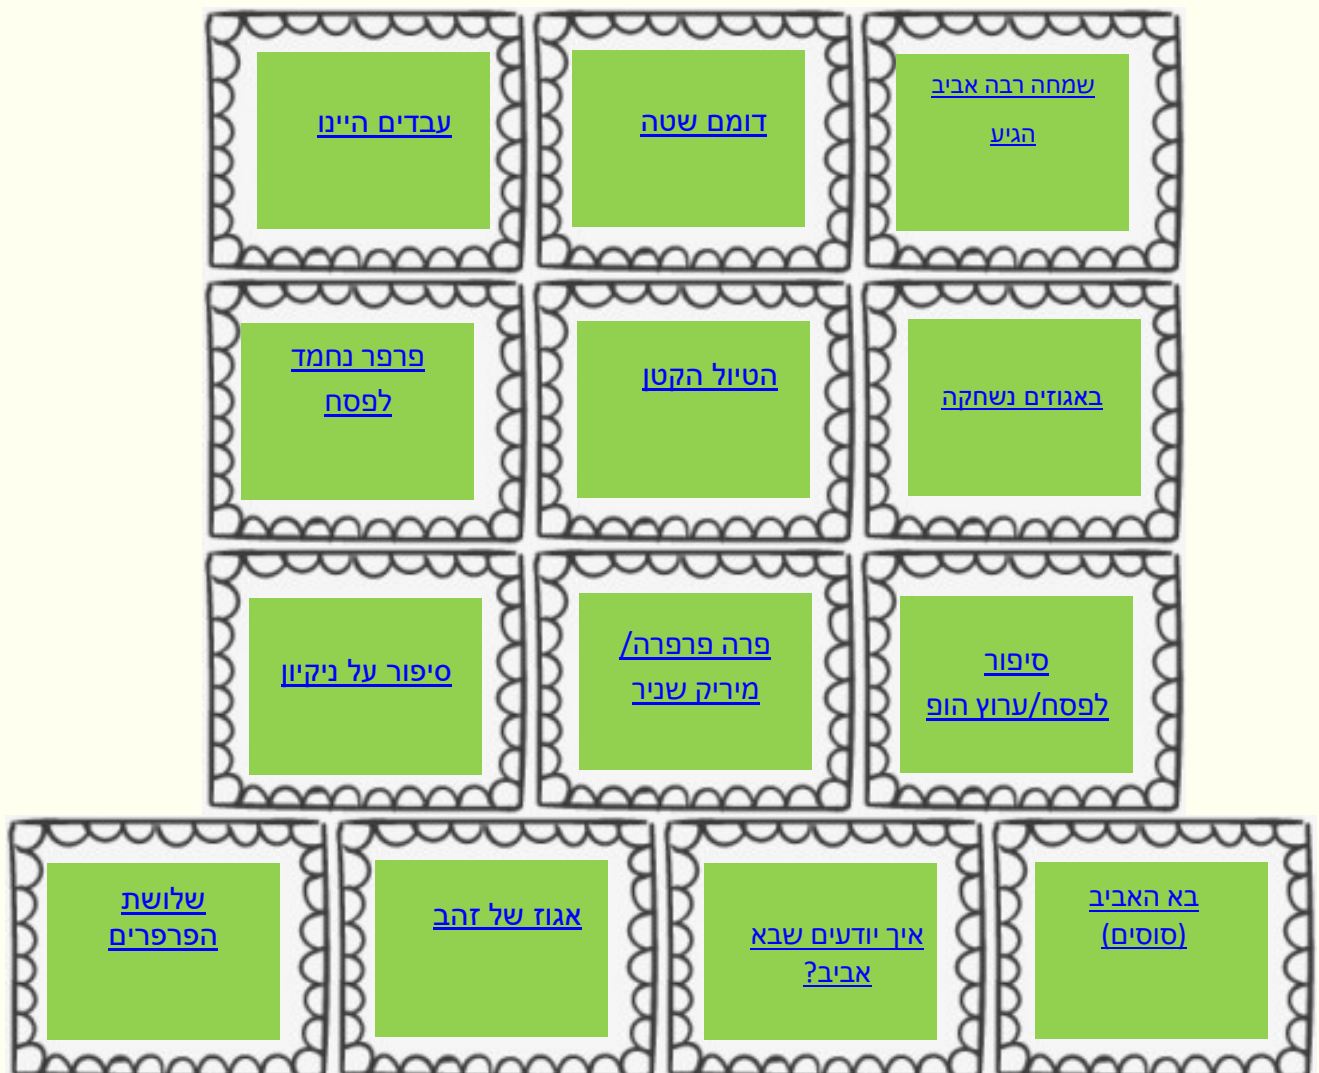 שמחה רבה אביב
הגיע
דומם שטה
עבדים היינו
באגוזים נשחקה
הטיול הקטן
פרפר נחמד
לפסח
סיפור
לפסח/ערוץ הופ
פרה פרפרה/
מיריק שניר
סיפור על ניקיון
בא האביב
(סוסים)
איך יודעים שבא
אביב?
אגוז של זהב
שלושת
הפרפרים